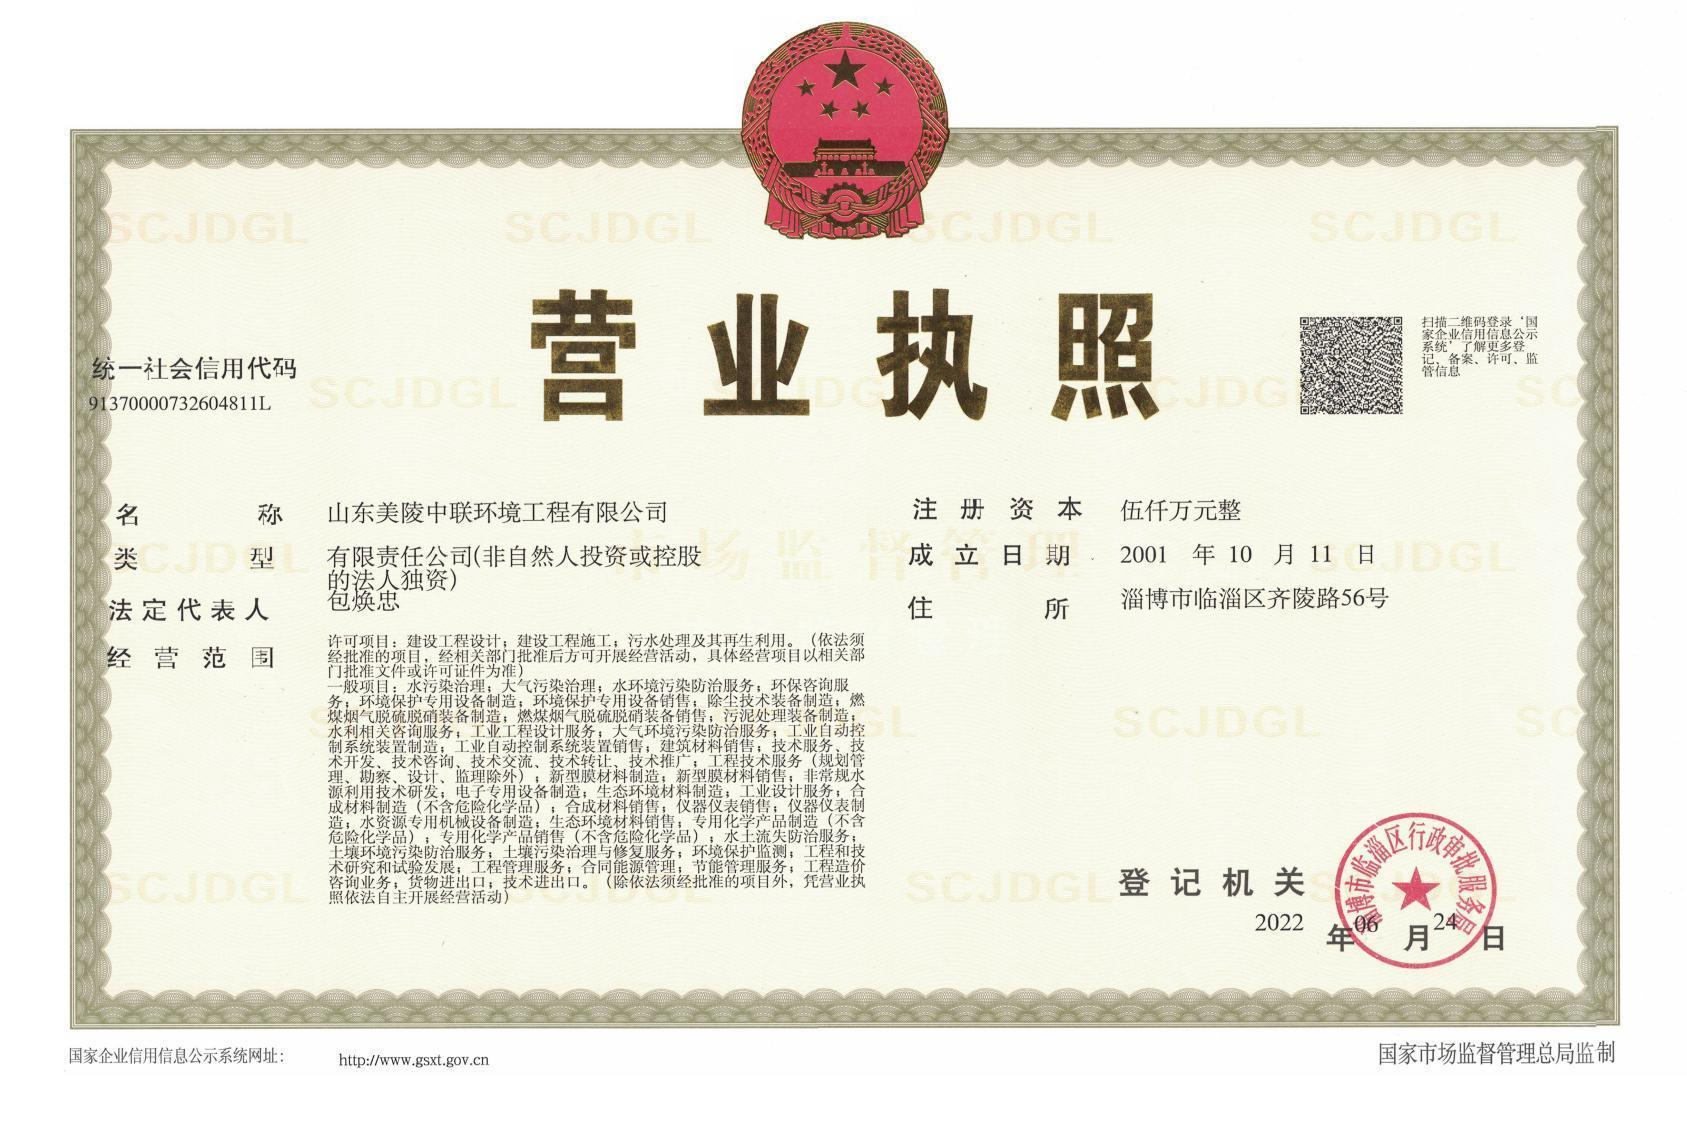 营业执照
扫描二维码登录‘国
家企业信用信息公示
系统’了解更多登
记、备案、许可、监
管信息
统一社会信用代码
91370000732604811L
名 称 山东美陵中联环境工程有限公司
类 型 有限责任公司(非自然人投资或控股
的法人独资)
法定代表人 包焕忠
经营范围 许可项目：建设工程设计；建设工程施工；污水处理及其再生利用。（依法须
经批准的项目，经相关部门批准后方可开展经营活动，具体经营项目以相关部
门批准文件或许可证件为准）
一般项目：水污染治理；大气污染治理；水环境污染防治服务；环保咨询服
务；环境保护专用设备制造；环境保护专用设备销售；除尘技术装备制造；燃
煤烟气脱硫脱硝装备制造；燃煤烟气脱硫脱硝装备销售；污泥处理装备制造；
水利相关咨询服务；工业工程设计服务；大气环境污染防治服务；工业自动控
制系统装置制造；工业自动控制系统装置销售；建筑材料销售；技术服务、技
术开发、技术咨询、技术交流、技术转让、技术推广；工程技术服务（规划管
理、勘察、设计、监理除外）；新型膜材料制造；新型膜材料销售；非常规水
源利用技术研发；电子专用设备制造；生态环境材料制造；工业设计服务；合
成材料制造（不含危险化学品）；合成材料销售；仪器仪表销售；仪器仪表制
造；水资源专用机械设备制造；生态环境材料销售；专用化学产品制造（不含
危险化学品）；专用化学产品销售（不含危险化学品）；水土流失防治服务；
土壤环境污染防治服务；土壤污染治理与修复服务；环境保护监测；工程和技
术研究和试验发展；工程管理服务；合同能源管理；节能管理服务；工程造价
咨询业务；货物进出口；技术进出口。（除依法须经批准的项目外，凭营业执
照依法自主开展经营活动）
注册资本 伍仟万元整
成立日期 2001 年 10 月 11 日
住 所 淄博市临淄区齐陵路56号
登记机关
淄博市临淄区行政审批服务局
2022 年 06 月 24 日
国家企业信用信息公示系统网址： http://www.gsxt.gov.cn
国家市场监督管理总局监制
SCJDGL
市场监督管理